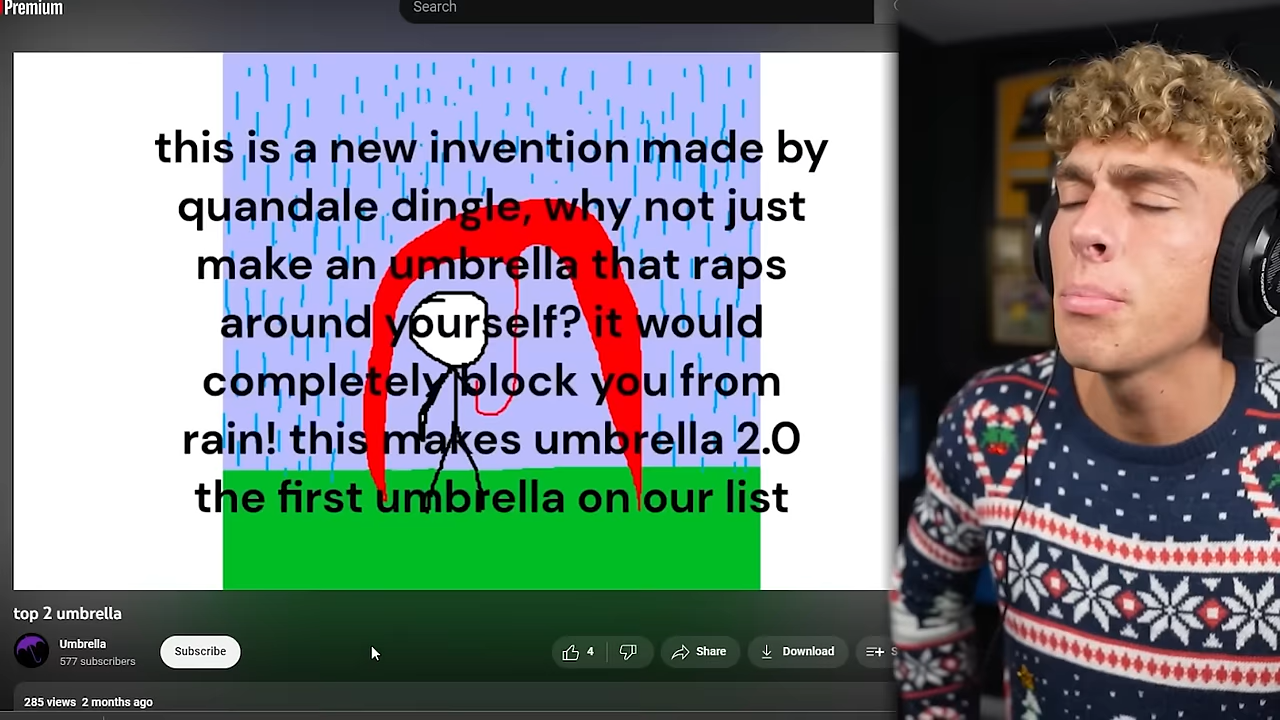 Premium
Search
this is a new invention made by
quandale dingle, why not just
make an umbrella that raps
around yourself? it would
completely block you from
rain! this makes umbrella 2.0
the first umbrella on our list
top 2 umbrella
Umbrella
577 subscribers
Subscribe
4
Share
Download
S
285 views 2 months ago